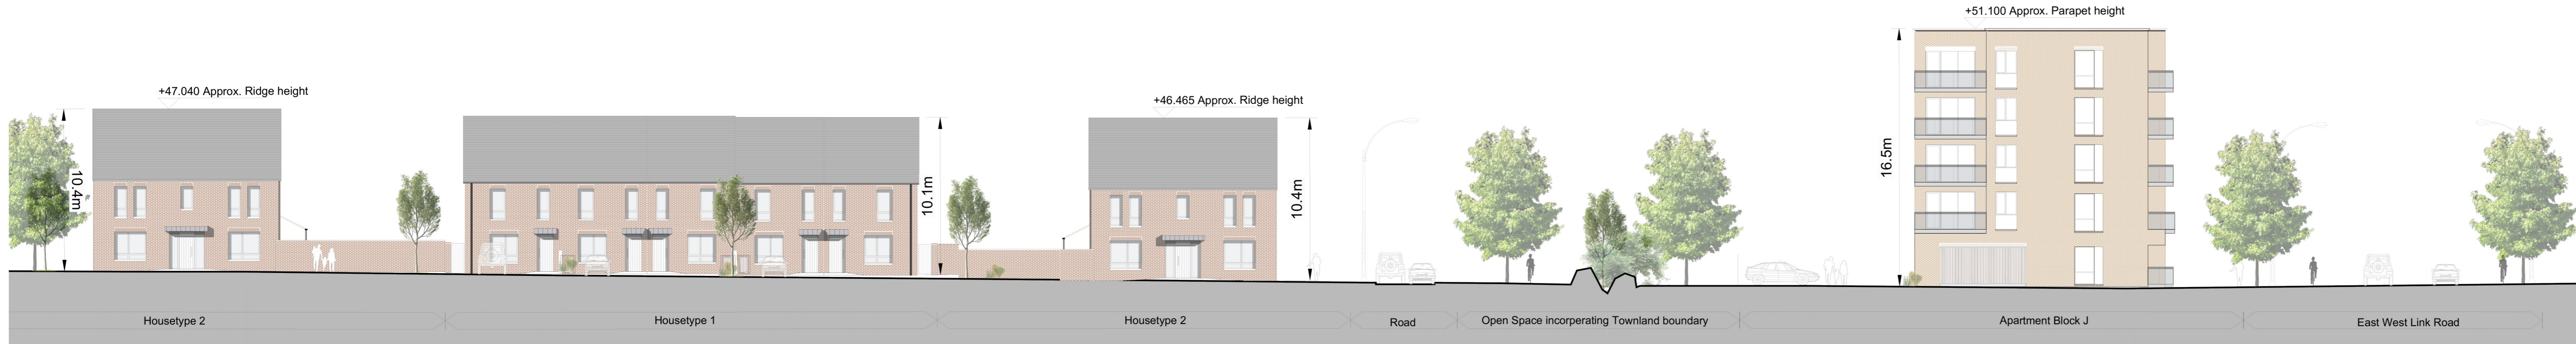 +51.100 Approx. Parapet height
+47.040 Approx. Ridge height
+46.465 Approx. Ridge height
10.4m
10.1m
10.4m
16.5m
Housetype 2
Housetype 1
Housetype 2
Road
Open Space incorperating Townland boundary
Apartment Block J
East West Link Road